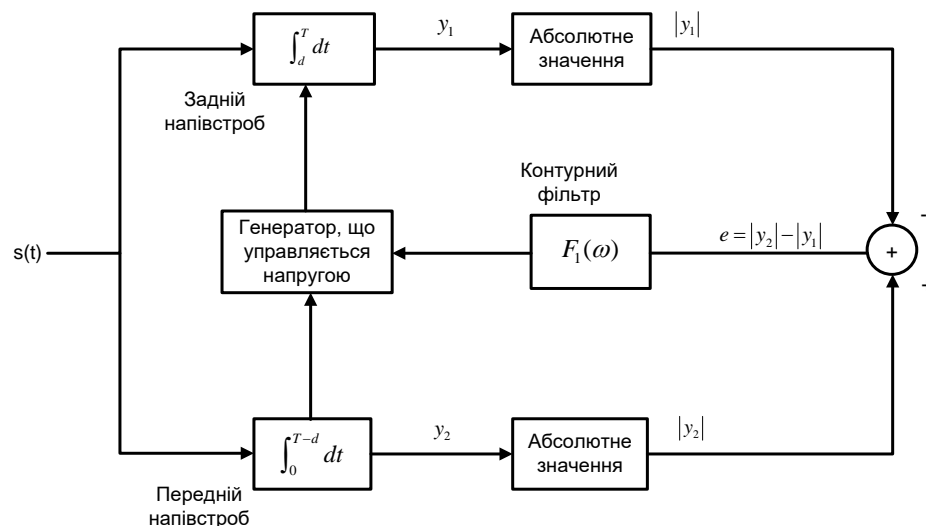 ∫_d^T dt
y₁
Абсолютне
значення
|y₁|
Задній
напівстроб
Контурний
фільтр
s(t)
Генератор, що
управляється
напругою
F₁(ω)
e = |y₂| − |y₁|
+
∫_0^{T−d} dt
y₂
Абсолютне
значення
|y₂|
Передній
напівстроб